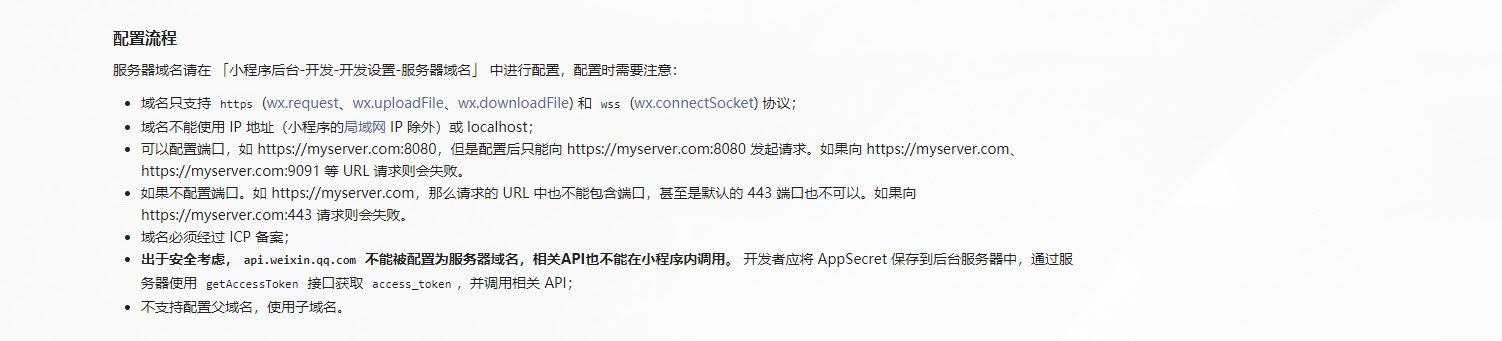 配置流程
服务器域名请在 「小程序后台-开发-开发设置-服务器域名」 中进行配置，配置时需要注意：
• 域名只支持 https (wx.request、wx.uploadFile、wx.downloadFile) 和 wss (wx.connectSocket) 协议；
• 域名不能使用 IP 地址（小程序的局域网 IP 除外）或 localhost；
• 可以配置端口，如 https://myserver.com:8080，但是配置后只能向 https://myserver.com:8080 发起请求。如果向 https://myserver.com、
https://myserver.com:9091 等 URL 请求则会失败。
• 如果不配置端口。如 https://myserver.com，那么请求的 URL 中也不能包含端口，甚至是默认的 443 端口也不可以。如果向
https://myserver.com:443 请求则会失败。
• 域名必须经过 ICP 备案；
• 出于安全考虑， api.weixin.qq.com 不能被配置为服务器域名，相关API也不能在小程序内调用。 开发者应将 AppSecret 保存到后台服务器中，通过服
务器使用 getAccessToken 接口获取 access_token ，并调用相关 API；
• 不支持配置父域名，使用子域名。